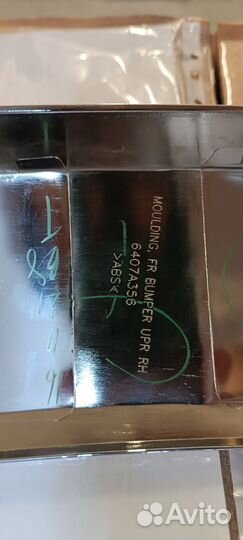 MOULDING, FR BUMPER UPR RH
6407A356
>ABS<
Avito